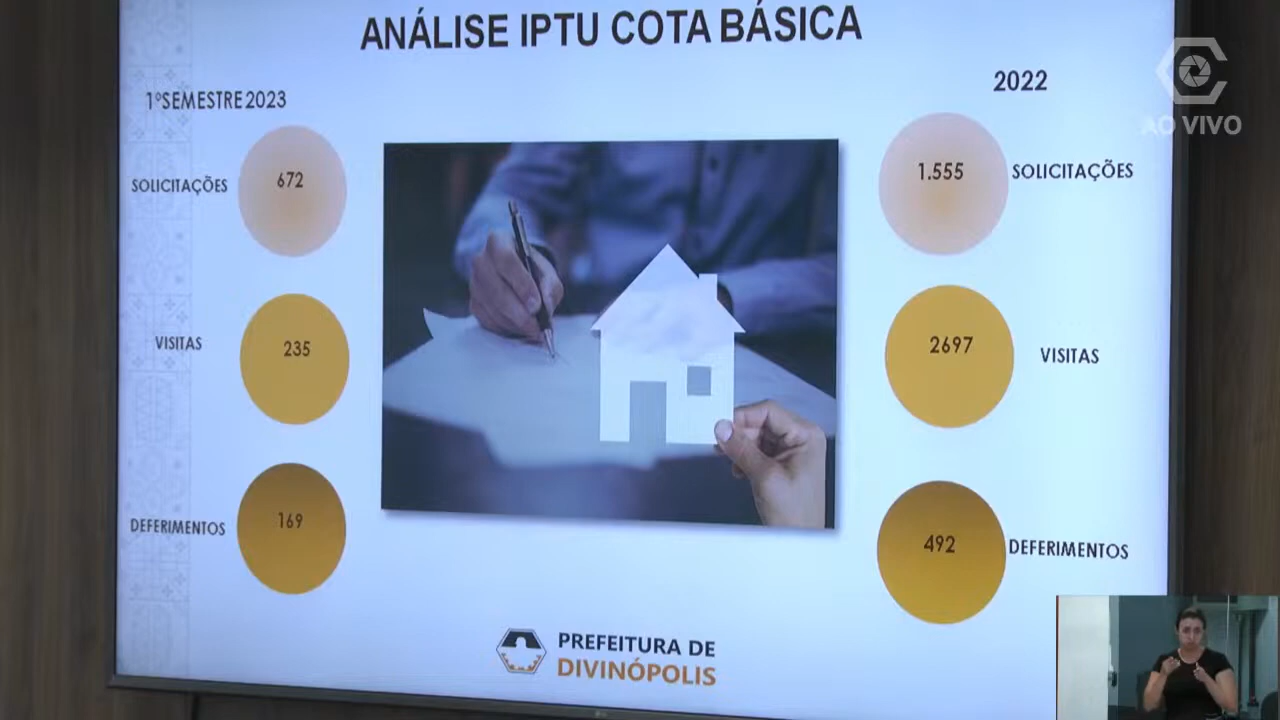 ANÁLISE IPTU COTA BÁSICA
1ºSEMESTRE 2023
SOLICITAÇÕES
672
VISITAS
235
DEFERIMENTOS
169
2022
1.555
SOLICITAÇÕES
2697
VISITAS
492
DEFERIMENTOS
PREFEITURA DE
DIVINÓPOLIS
AO VIVO
LG